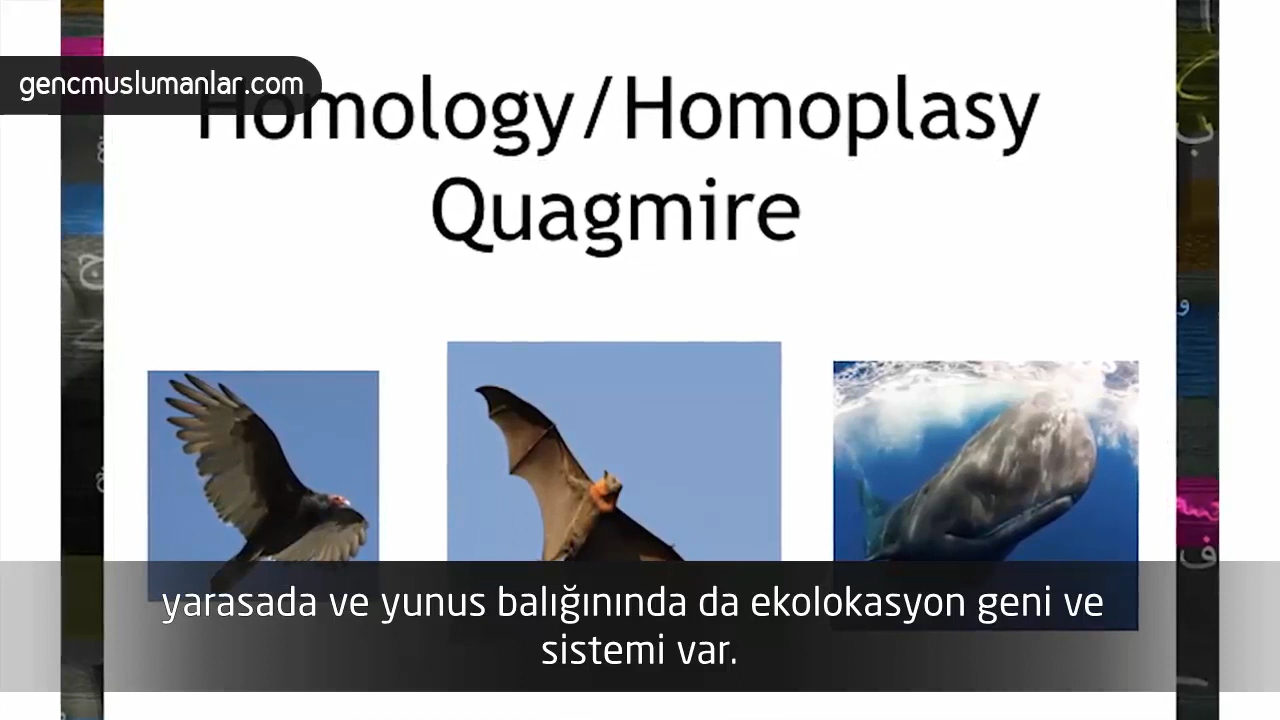 gencmuslumanlar.com
Homology/Homoplasy
Quagmire
yarasada ve yunus balığınında da ekolokasyon geni ve
sistemi var.